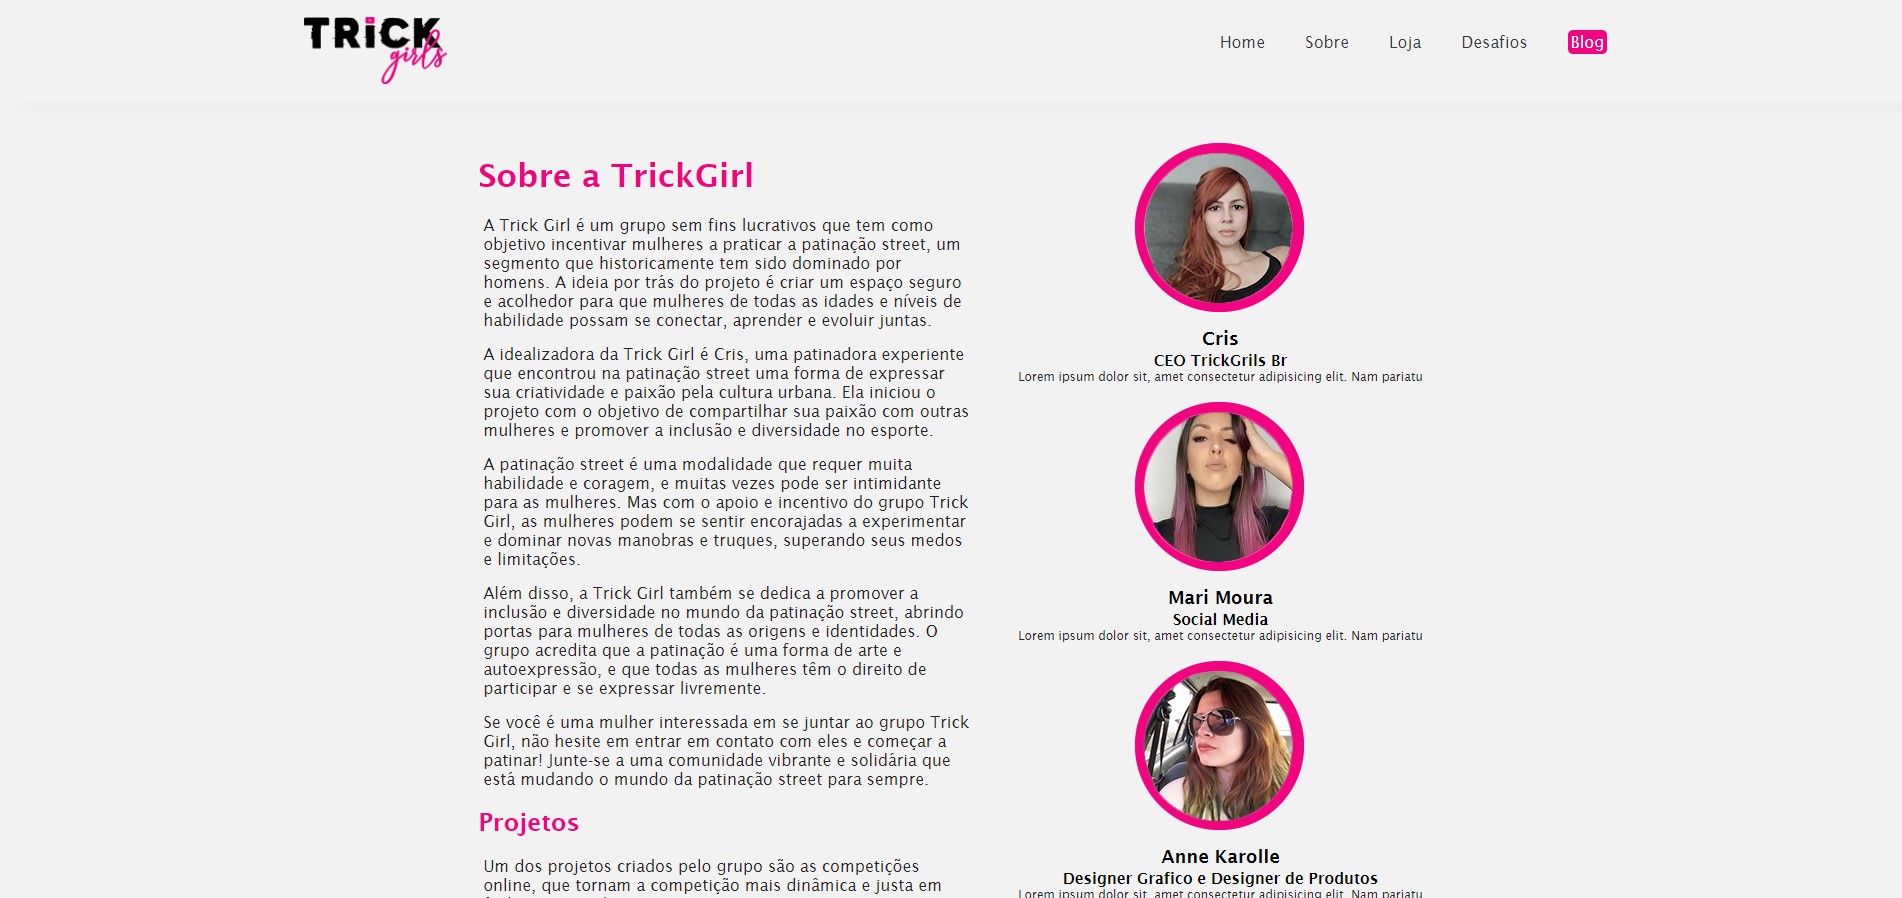 TRiCK
girls
Home Sobre Loja Desafios Blog
Sobre a TrickGirl
A Trick Girl é um grupo sem fins lucrativos que tem como
objetivo incentivar mulheres a praticar a patinação street, um
segmento que historicamente tem sido dominado por
homens. A ideia por trás do projeto é criar um espaço seguro
e acolhedor para que mulheres de todas as idades e níveis de
habilidade possam se conectar, aprender e evoluir juntas.
A idealizadora da Trick Girl é Cris, uma patinadora experiente
que encontrou na patinação street uma forma de expressar
sua criatividade e paixão pela cultura urbana. Ela iniciou o
projeto com o objetivo de compartilhar sua paixão com outras
mulheres e promover a inclusão e diversidade no esporte.
A patinação street é uma modalidade que requer muita
habilidade e coragem, e muitas vezes pode ser intimidante
para as mulheres. Mas com o apoio e incentivo do grupo Trick
Girl, as mulheres podem se sentir encorajadas a experimentar
e dominar novas manobras e truques, superando seus medos
e limitações.
Além disso, a Trick Girl também se dedica a promover a
inclusão e diversidade no mundo da patinação street, abrindo
portas para mulheres de todas as origens e identidades. O
grupo acredita que a patinação é uma forma de arte e
autoexpressão, e que todas as mulheres têm o direito de
participar e se expressar livremente.
Se você é uma mulher interessada em se juntar ao grupo Trick
Girl, não hesite em entrar em contato com eles e começar a
patinar! Junte-se a uma comunidade vibrante e solidária que
está mudando o mundo da patinação street para sempre.
Projetos
Um dos projetos criados pelo grupo são as competições
online, que tornam a competição mais dinâmica e justa em
Cris
CEO TrickGrils Br
Lorem ipsum dolor sit, amet consectetur adipisicing elit. Nam pariatu
Mari Moura
Social Media
Lorem ipsum dolor sit, amet consectetur adipisicing elit. Nam pariatu
Anne Karolle
Designer Grafico e Designer de Produtos
Lorem ipsum dolor sit, amet consectetur adipisicing elit. Nam pariatu